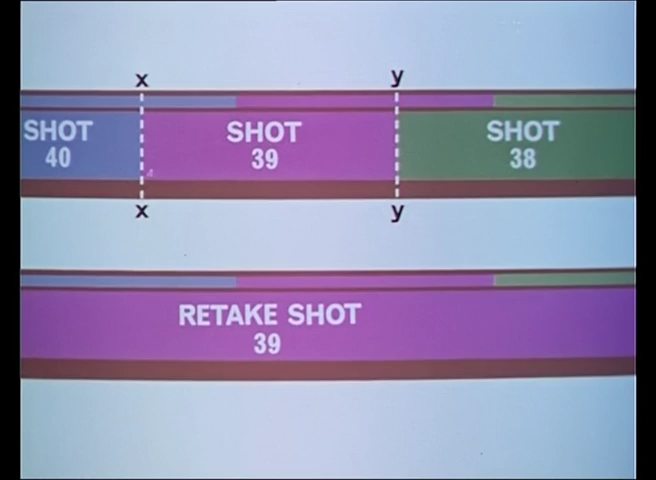 x y
SHOT SHOT SHOT
40 39 38
x y
RETAKE SHOT
39